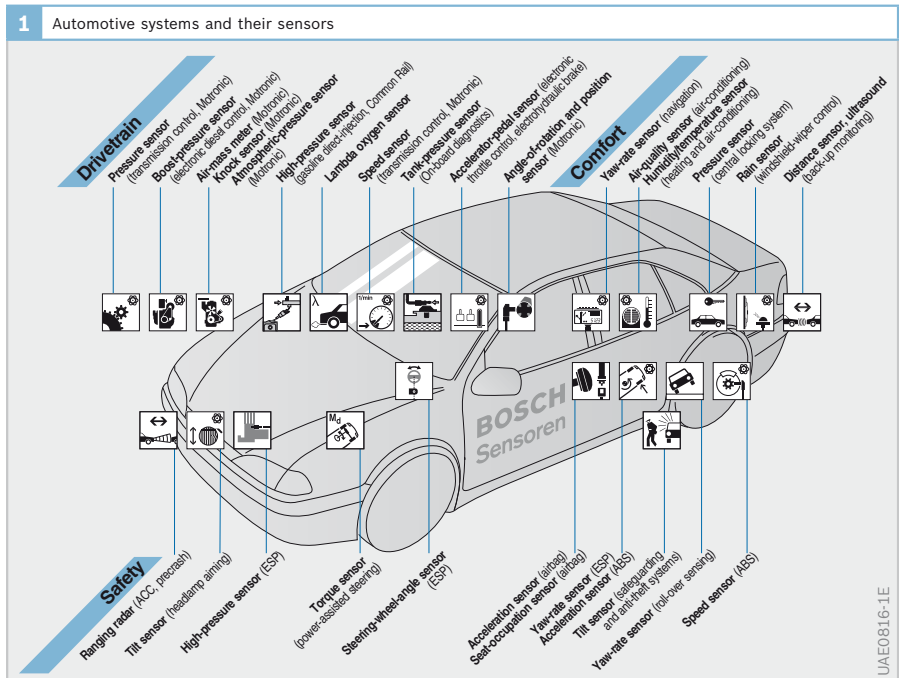 1 Automotive systems and their sensors
Drivetrain
Pressure sensor
(transmission control, Motronic)
Boost-pressure sensor
(electronic diesel control, Motronic)
Air-mass meter (Motronic)
Knock sensor (Motronic)
Atmospheric-pressure sensor
(Motronic)
High-pressure sensor
(gasoline direct-injection, Common Rail)
Lambda oxygen sensor
Speed sensor
(transmission control, Motronic)
Tank-pressure sensor
(On-board diagnostics)
Accelerator-pedal sensor (electronic
throttle control, electrohydraulic brake)
Angle-of-rotation and position
sensor (Motronic)
Comfort
Yaw-rate sensor (navigation)
Air-quality sensor (air-conditioning)
Humidity/temperature sensor
(heating and air-conditioning)
Pressure sensor
(central locking system)
Rain sensor
(windshield-wiper control)
Distance sensor, ultrasound
(back-up monitoring)
λ
1/min
Md
BOSCH
Sensoren
Safety
Ranging radar (ACC, precrash)
Tilt sensor (headlamp aiming)
High-pressure sensor (ESP)
Torque sensor
(power-assisted steering)
Steering-wheel-angle sensor
(ESP)
Acceleration sensor (airbag)
Seat-occupation sensor (airbag)
Yaw-rate sensor (ESP)
Acceleration sensor (ABS)
Tilt sensor (safeguarding
and anti-theft systems)
Yaw-rate sensor (roll-over sensing)
Speed sensor (ABS)
UAE0816-1E